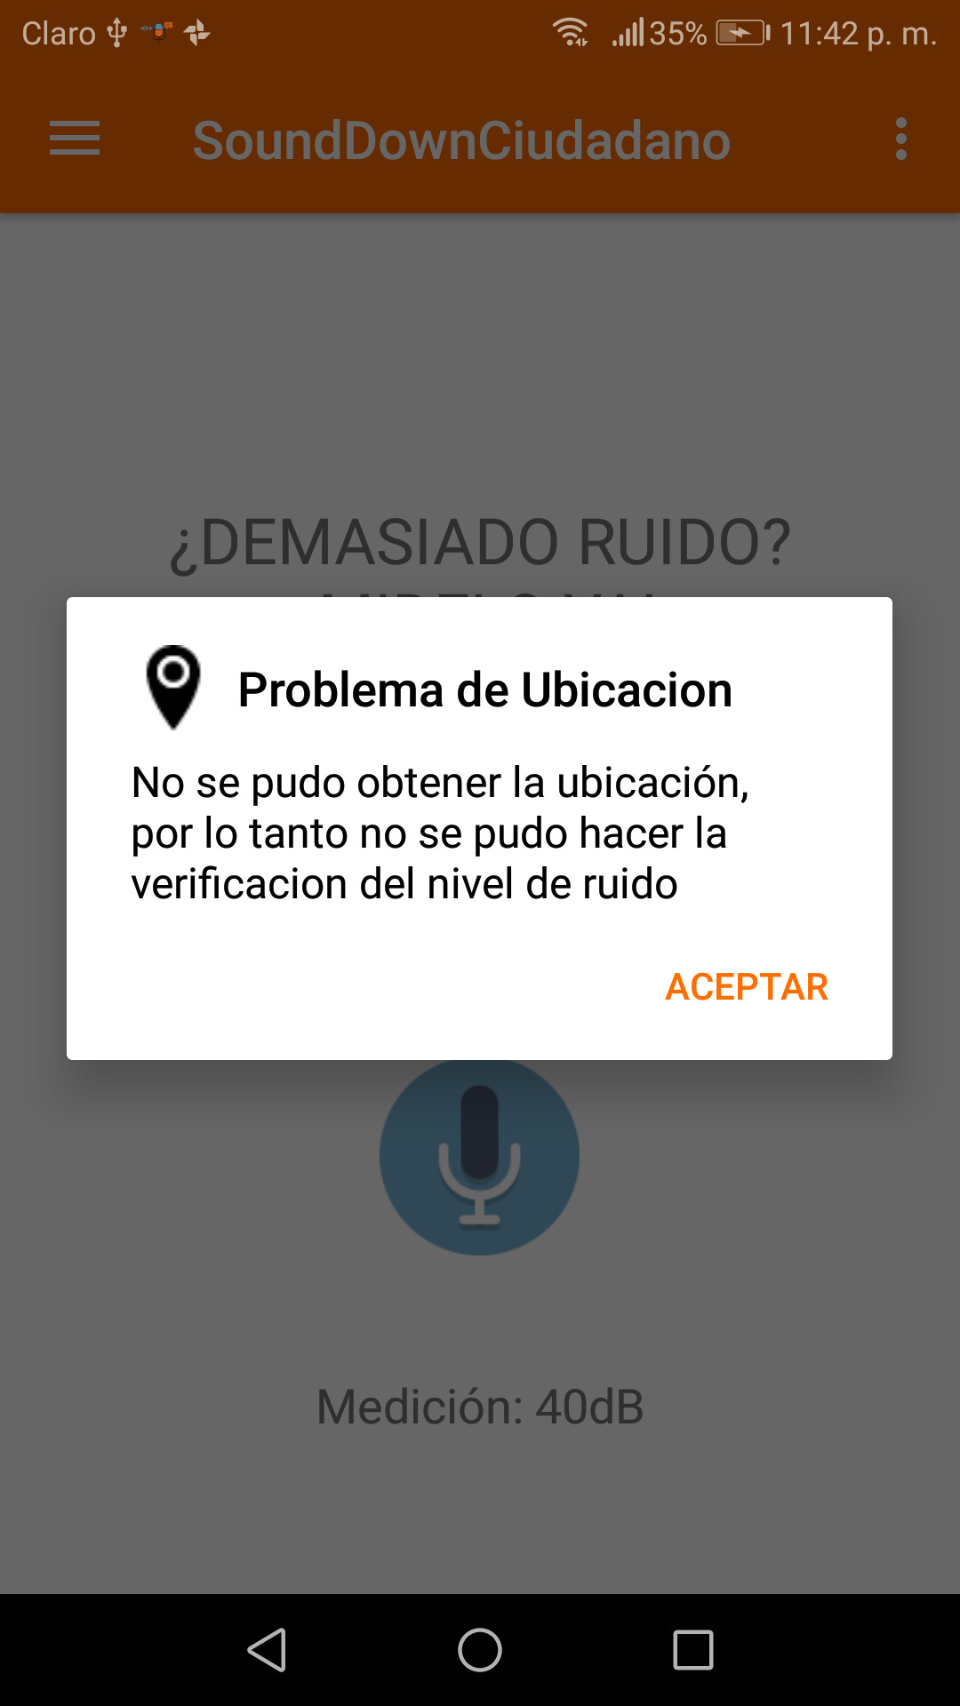 Claro 35% 11:42 p. m.
SoundDownCiudadano
¿DEMASIADO RUIDO?
Problema de Ubicacion
No se pudo obtener la ubicación,
por lo tanto no se pudo hacer la
verificacion del nivel de ruido
ACEPTAR
Medición: 40dB